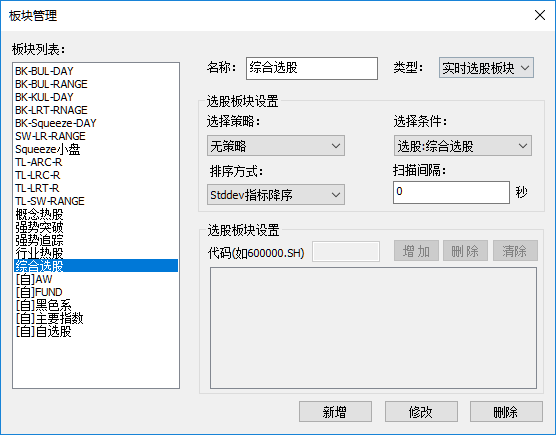 板块管理
板块列表:
BK-BUL-DAY
BK-BUL-RANGE
BK-KUL-DAY
BK-LRT-RNAGE
BK-Squeeze-DAY
SW-LR-RANGE
Squeeze小盘
TL-ARC-R
TL-LRC-R
TL-LRT-R
TL-SW-RANGE
概念热股
强势突破
强势追踪
行业热股
综合选股
[自]AW
[自]FUND
[自]黑色系
[自]主要指数
[自]自选股
名称: 综合选股 类型: 实时选股板块
选股板块设置
选择策略: 选择条件:
无策略 选股:综合选股
排序方式: 扫描间隔:
Stddev指标降序 0 秒
选股板块设置
代码(如600000.SH) 增加 删除 清除
新增 修改 删除